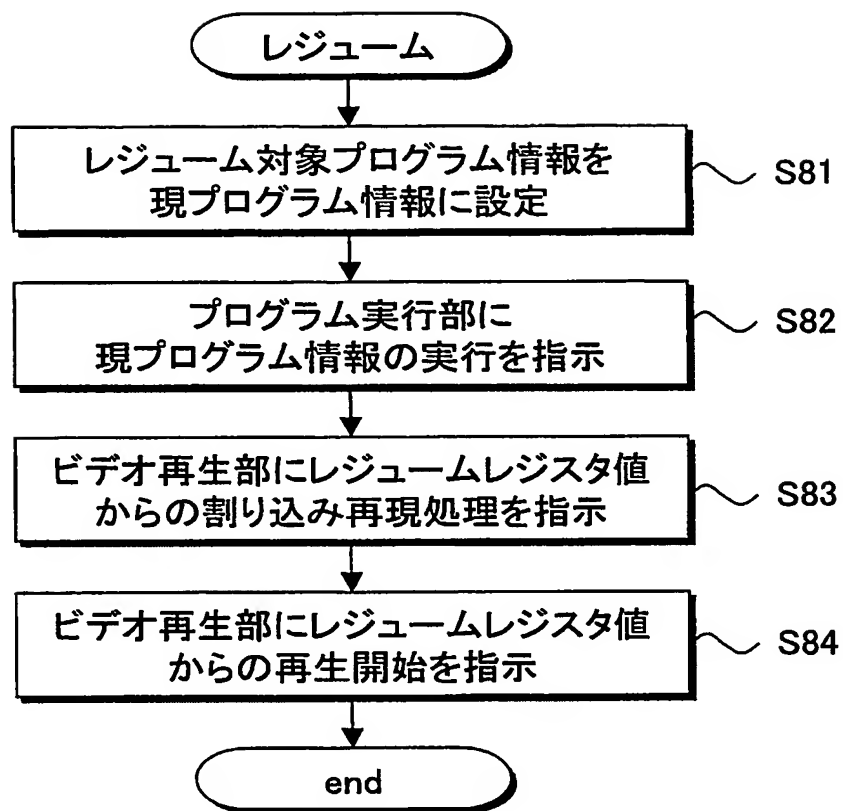 レジューム
レジューム対象プログラム情報を
現プログラム情報に設定
S81
プログラム実行部に
現プログラム情報の実行を指示
S82
ビデオ再生部にレジュームレジスタ値
からの割り込み再現処理を指示
S83
ビデオ再生部にレジュームレジスタ値
からの再生開始を指示
S84
end